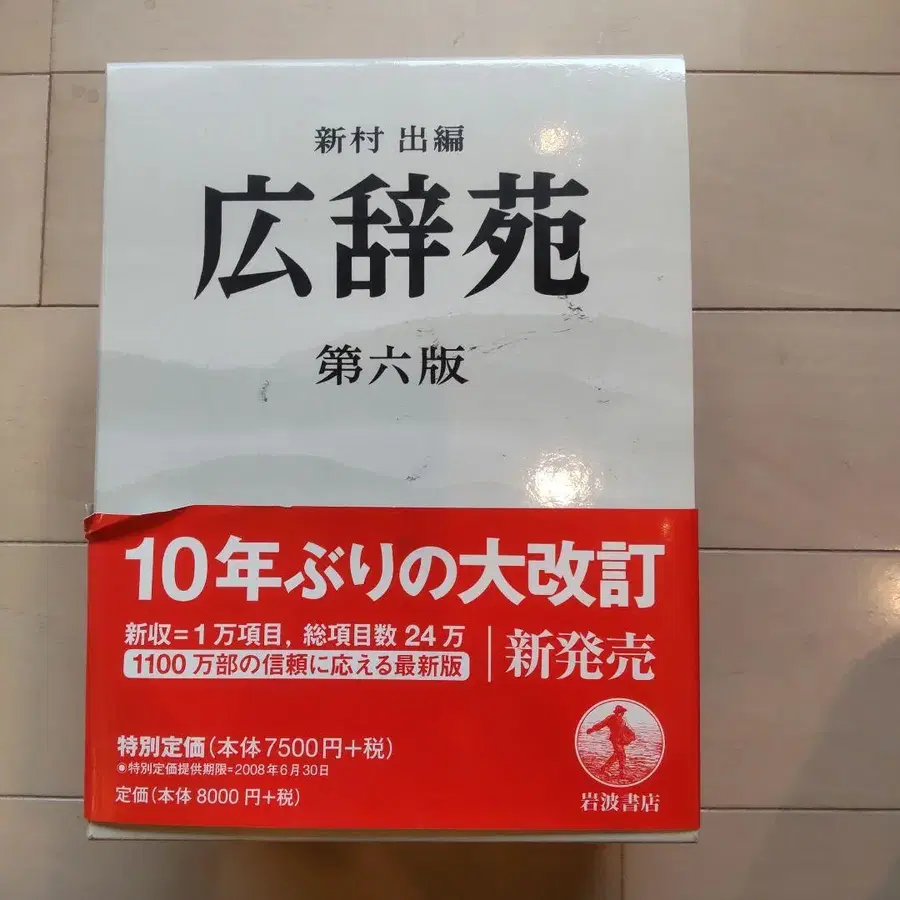 新村 出編
広辞苑
第六版
10年ぶりの大改訂
新収=1万項目, 総項目数24万
1100万部の信頼に応える最新版
新発売
特別定価(本体7500円+税)
●特別定価提供期限=2008年6月30日
定価(本体8000円+税)
岩波書店